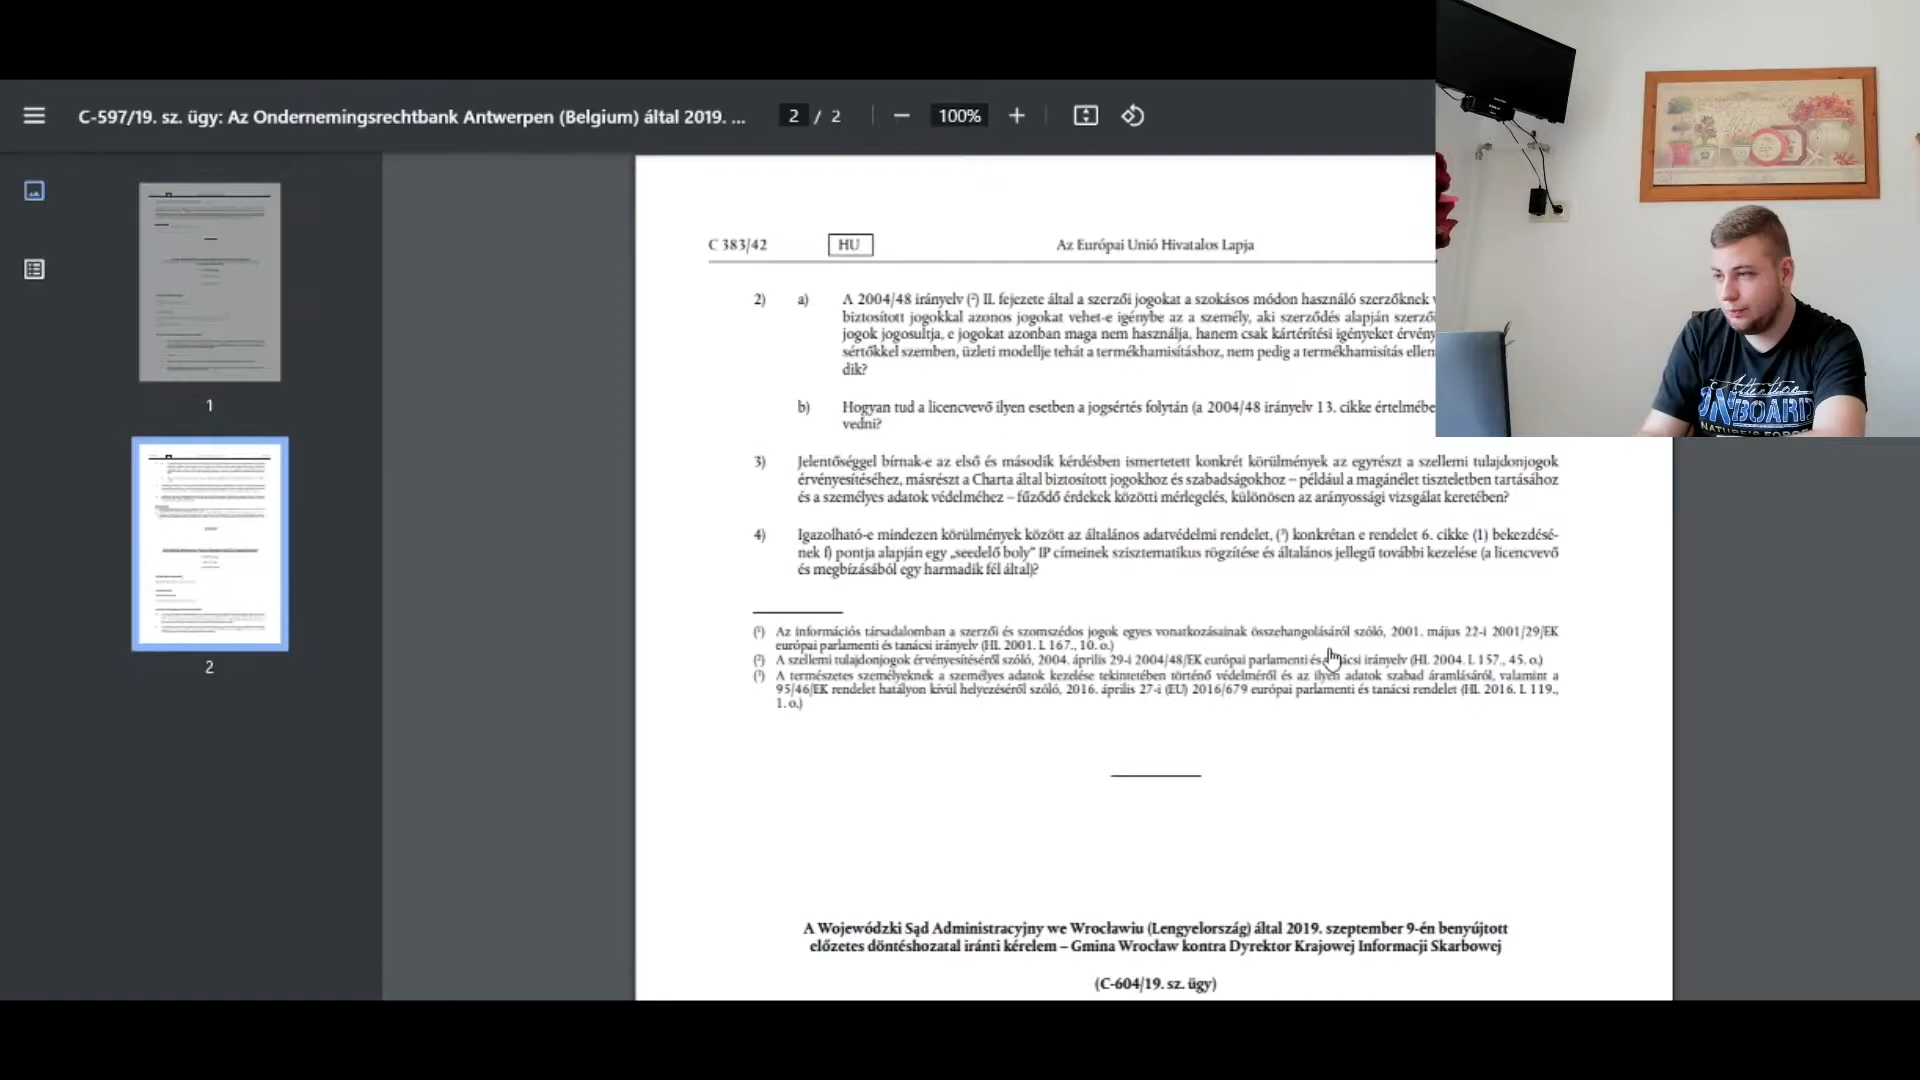 C-597/19. sz. ügy: Az Ondernemingsrechtbank Antwerpen (Belgium) által 2019. ...
2 / 2
100%
1
2
C 383/42
HU
Az Európai Unió Hivatalos Lapja
2) a) A 2004/48 irányelv (²) II. fejezete által a szerzői jogokat a szokásos módon használó szerzőknek
biztosított jogokkal azonos jogokat vehet-e igénybe az a személy, aki szerződés alapján szerzői
jogok jogosultja, e jogokat azonban maga nem használja, hanem csak kártérítési igényeket érvény
sértőkkel szemben, üzleti modellje tehát a termékhamisításhoz, nem pedig a termékhamisítás ellen
dik?
b) Hogyan tud a licencvevő ilyen esetben a jogsértés folytán (a 2004/48 irányelv 13. cikke értelmébe
vedni?
3) Jelentőséggel bírnak-e az első és második kérdésben ismertetett konkrét körülmények az egyrészt a szellemi tulajdonjogok
érvényesítéséhez, másrészt a Charta által biztosított jogokhoz és szabadságokhoz – például a magánélet tiszteletben tartásához
és a személyes adatok védelméhez – fűződő érdekek közötti mérlegelés, különösen az arányossági vizsgálat keretében?
4) Igazolható-e mindezen körülmények között az általános adatvédelmi rendelet, (³) konkrétan e rendelet 6. cikke (1) bekezdésé-
nek f) pontja alapján egy „seedelő boly" IP címeinek szisztematikus rögzítése és általános jellegű további kezelése (a licencvevő
és megbízásából egy harmadik fél által)?
(¹) Az információs társadalomban a szerzői és szomszédos jogok egyes vonatkozásainak összehangolásáról szóló, 2001. május 22-i 2001/29/EK
európai parlamenti és tanácsi irányelv (HL 2001. L 167., 10. o.)
(²) A szellemi tulajdonjogok érvényesítéséről szóló, 2004. április 29-i 2004/48/EK európai parlamenti és tanácsi irányelv (HL 2004. L 157., 45. o.)
(³) A természetes személyeknek a személyes adatok kezelése tekintetében történő védelméről és az ilyen adatok szabad áramlásáról, valamint a
95/46/EK rendelet hatályon kívül helyezéséről szóló, 2016. április 27-i (EU) 2016/679 európai parlamenti és tanácsi rendelet (HL 2016. L 119.,
1. o.)
A Wojewódzki Sąd Administracyjny we Wrocławiu (Lengyelország) által 2019. szeptember 9-én benyújtott
előzetes döntéshozatal iránti kérelem – Gmina Wrocław kontra Dyrektor Krajowej Informacji Skarbowej
(C-604/19. sz. ügy)
ONBOARD
NATURE'S FORCE